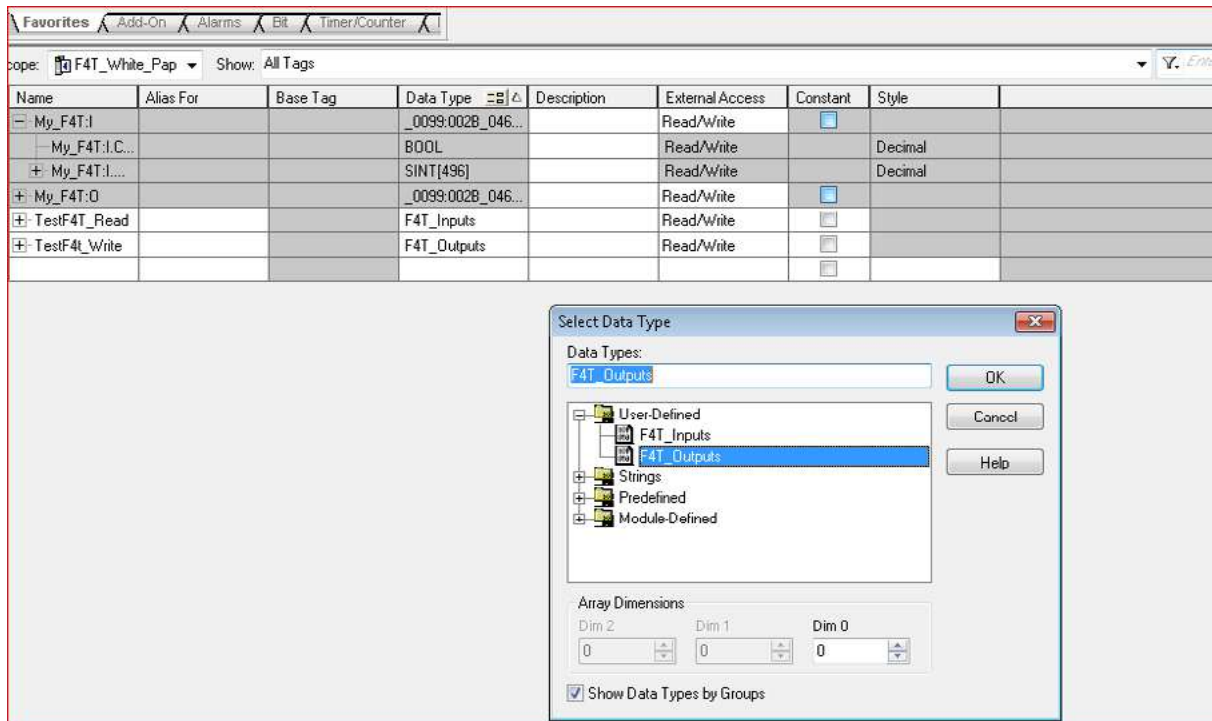 Favorites Add-On Alarms Bit Timer/Counter
cope: F4T_White_Pap Show: All Tags Ente
Name Alias For Base Tag Data Type Description External Access Constant Style
My_F4T:I _0099:002B_046... Read/Write
My_F4T:I.C... BOOL Read/Write Decimal
My_F4T:I.... SINT[496] Read/Write Decimal
My_F4T:O _0099:002B_046... Read/Write
TestF4T_Read F4T_Inputs Read/Write
TestF4t_Write F4T_Outputs Read/Write
Select Data Type
Data Types:
F4T_Outputs OK
User-Defined Cancel
F4T_Inputs
F4T_Outputs Help
Strings
Predefined
Module-Defined
Array Dimensions
Dim 2 Dim 1 Dim 0
0 0 0
Show Data Types by Groups